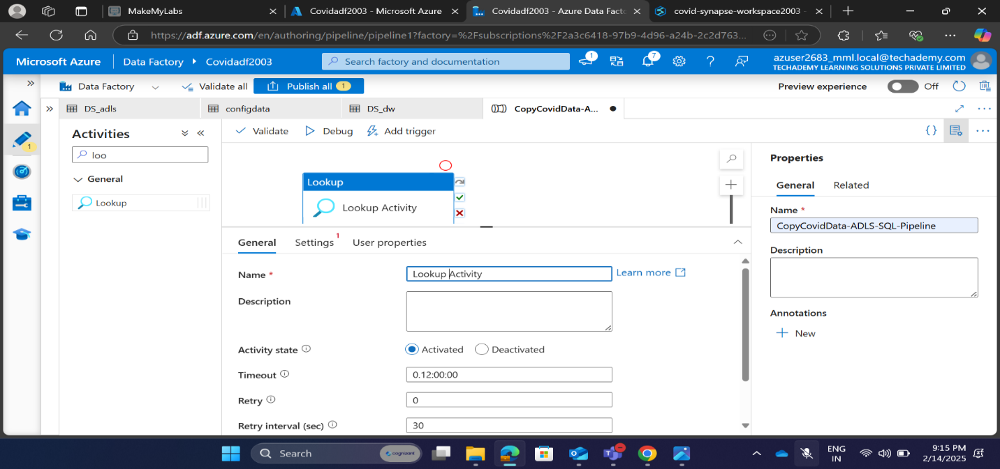 MakeMyLabs
Covidadf2003 - Microsoft Azure
Covidadf2003 - Azure Data Facto
covid-synapse-workspace2003 -
https://adf.azure.com/en/authoring/pipeline/pipeline1?factory=%2Fsubscriptions%2F2a3c6418-97b9-4d96-a24b-2c2d763...
Microsoft Azure
Data Factory
Covidadf2003
Search factory and documentation
1
7
azuser2683_mml.local@techademy.com
TECHADEMY LEARNING SOLUTIONS PRIVATE LIMITED
Data Factory
Validate all
Publish all
1
Preview experience
Off
DS_adls
configdata
DS_dw
CopyCovidData-A...
1
Activities
Validate
Debug
Add trigger
loo
General
Lookup
Lookup
Lookup Activity
Properties
General
Related
Name *
CopyCovidData-ADLS-SQL-Pipeline
Description
Annotations
New
General
Settings 1
User properties
Name *
Lookup Activity
Learn more
Description
Activity state
Activated
Deactivated
Timeout
0.12:00:00
Retry
0
Retry interval (sec)
30
Search
cognizant
ENG
IN
9:15 PM
2/14/2025